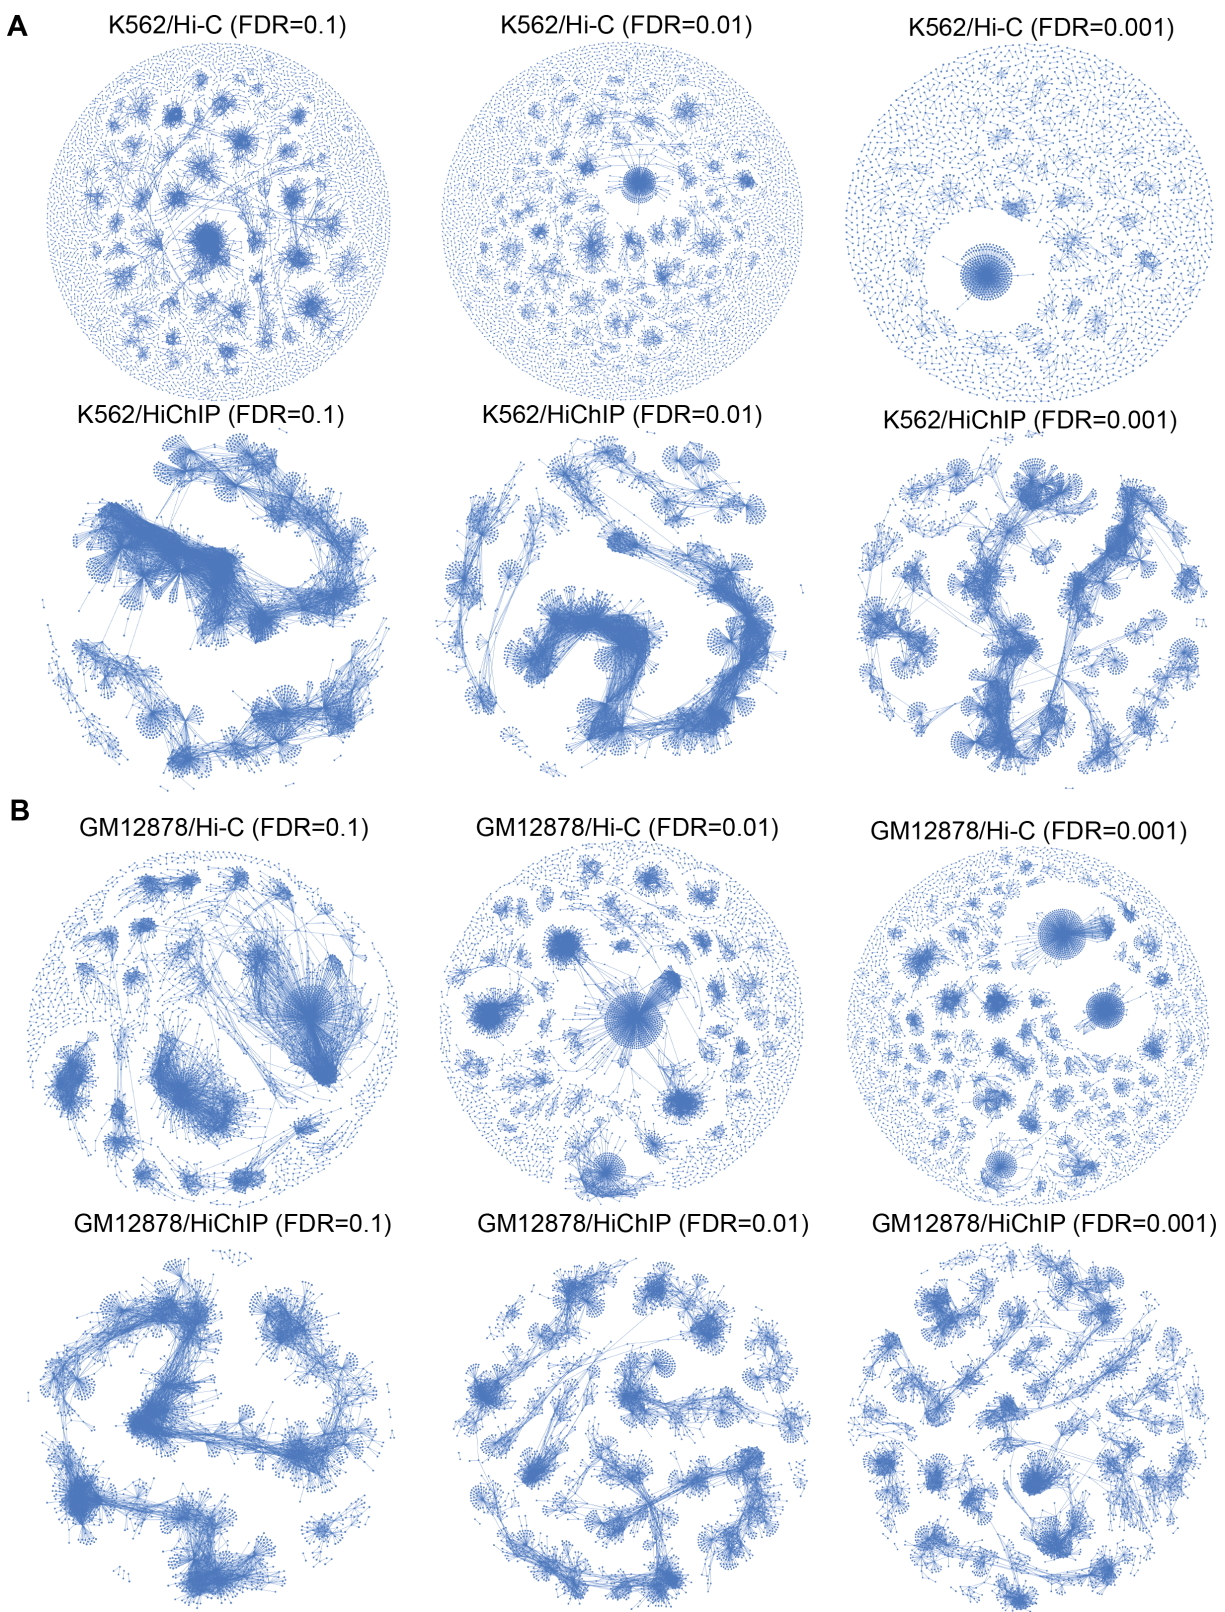 A
K562/Hi-C (FDR=0.1)
K562/Hi-C (FDR=0.01)
K562/Hi-C (FDR=0.001)
K562/HiChIP (FDR=0.1)
K562/HiChIP (FDR=0.01)
K562/HiChIP (FDR=0.001)
B
GM12878/Hi-C (FDR=0.1)
GM12878/Hi-C (FDR=0.01)
GM12878/Hi-C (FDR=0.001)
GM12878/HiChIP (FDR=0.1)
GM12878/HiChIP (FDR=0.01)
GM12878/HiChIP (FDR=0.001)